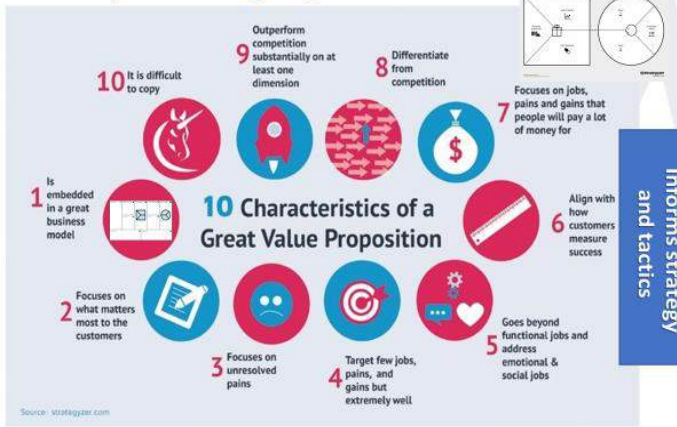 10 Characteristics of a
Great Value Proposition
1 Is
embedded
in a great
business
model
2 Focuses on
what matters
most to the
customers
3 Focuses on
unresolved
pains
4 Target few jobs,
pains, and
gains but
extremely well
5 Goes beyond
functional jobs and
address
emotional &
social jobs
6 Align with
how
customers
measure
success
7 Focuses on jobs,
pains and gains that
people will pay a lot
of money for
$
8 Differentiate
from
competition
9 Outperform
competition
substantially on at
least one
dimension
10 It is difficult
to copy
Informs strategy
and tactics
Source: strategyzer.com